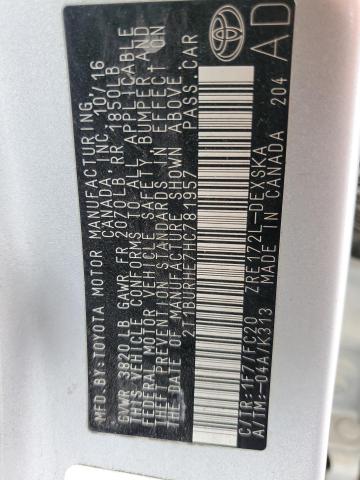 MFD.BY:TOYOTA MOTOR MANUFACTURING
CANADA, INC. 10/16
GVWR 3820LB GAWR FR 2070LB,RR 1850LB
THIS VEHICLE CONFORMS TO ALL APPLICABLE
FEDERAL MOTOR VEHICLE SAFETY, BUMPER, AND
THEFT PREVENTION STANDARDS IN EFFECT ON
THE DATE OF MANUFACTURE SHOWN ABOVE.
2T1BURHE7HC781957 PASS.CAR
C/TR:1F7/FC20 ZRE172L-DEXSKA
A/TM:-04A/K313 MADE IN CANADA 204
TOYOTA
AD